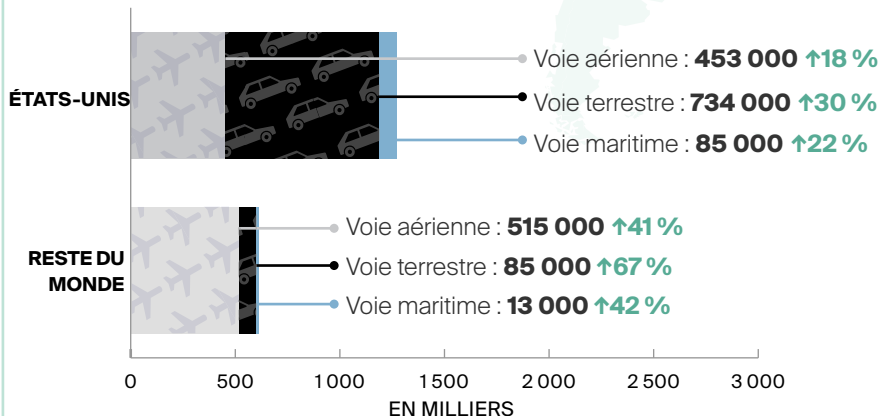 ÉTATS-UNIS
Voie aérienne : 453 000 ↑18 %
Voie terrestre : 734 000 ↑30 %
Voie maritime : 85 000 ↑22 %
RESTE DU
MONDE
Voie aérienne : 515 000 ↑41 %
Voie terrestre : 85 000 ↑67 %
Voie maritime : 13 000 ↑42 %
0 500 1 000 1 500 2 000 2 500 3 000
EN MILLIERS